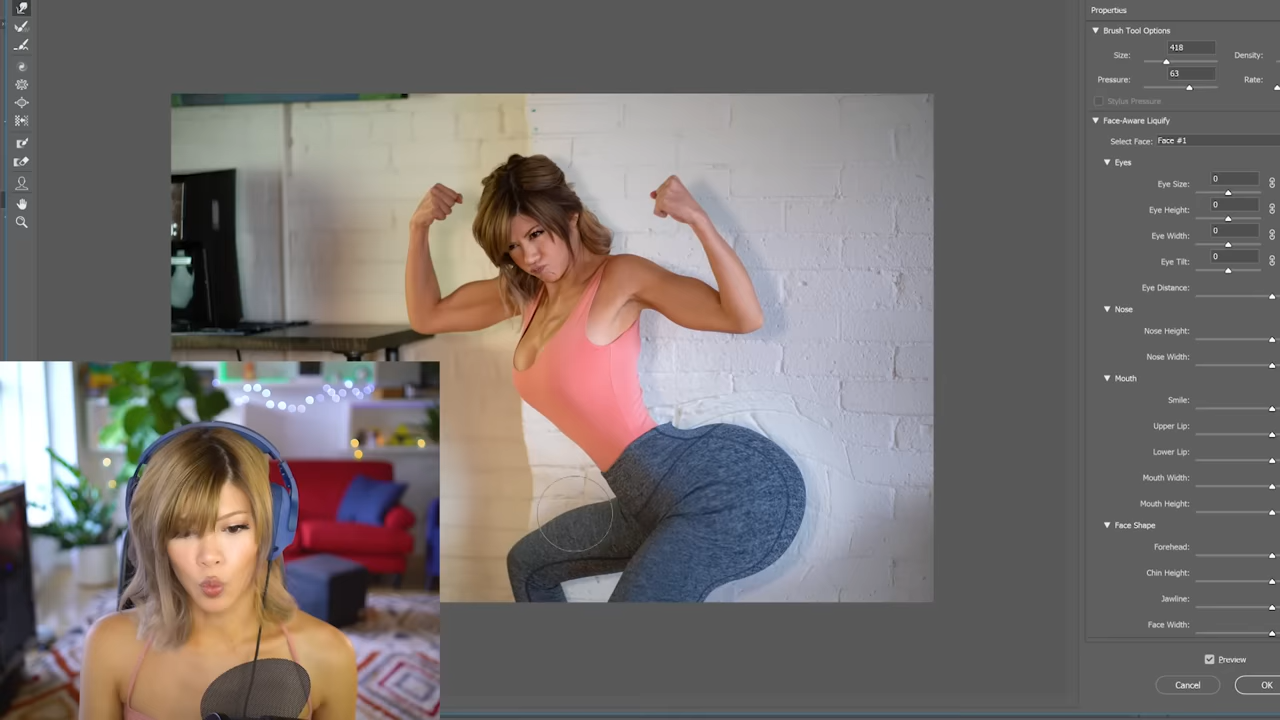 Properties
Brush Tool Options
Size: 418 Density:
Pressure: 63 Rate:
Stylus Pressure
Face-Aware Liquify
Select Face: Face #1
Eyes
Eye Size: 0
Eye Height: 0
Eye Width: 0
Eye Tilt: 0
Eye Distance:
Nose
Nose Height:
Nose Width:
Mouth
Smile:
Upper Lip:
Lower Lip:
Mouth Width:
Mouth Height:
Face Shape
Forehead:
Chin Height:
Jawline:
Face Width:
Preview
Cancel OK